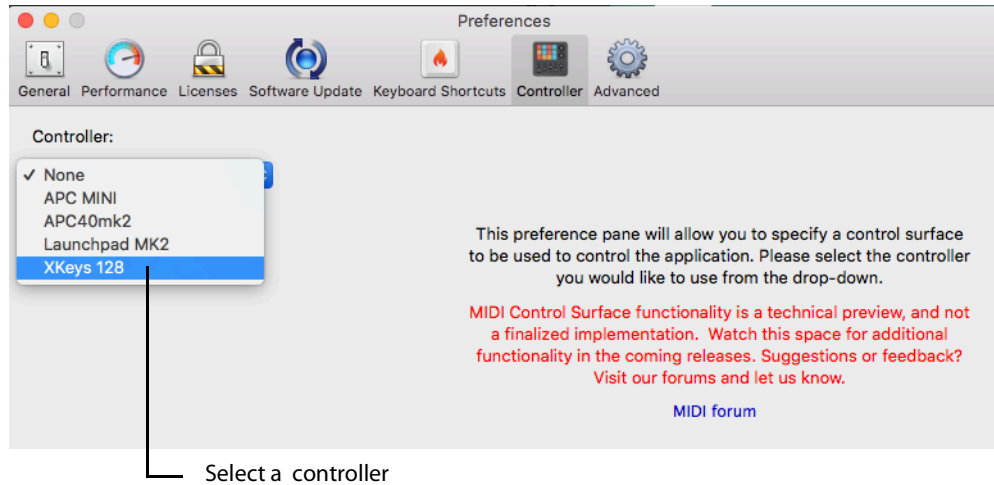 Preferences
General Performance Licenses Software Update Keyboard Shortcuts Controller Advanced
Controller:
✓ None
APC MINI
APC40mk2
Launchpad MK2
XKeys 128
This preference pane will allow you to specify a control surface
to be used to control the application. Please select the controller
you would like to use from the drop-down.
MIDI Control Surface functionality is a technical preview, and not
a finalized implementation. Watch this space for additional
functionality in the coming releases. Suggestions or feedback?
Visit our forums and let us know.
MIDI forum
Select a controller